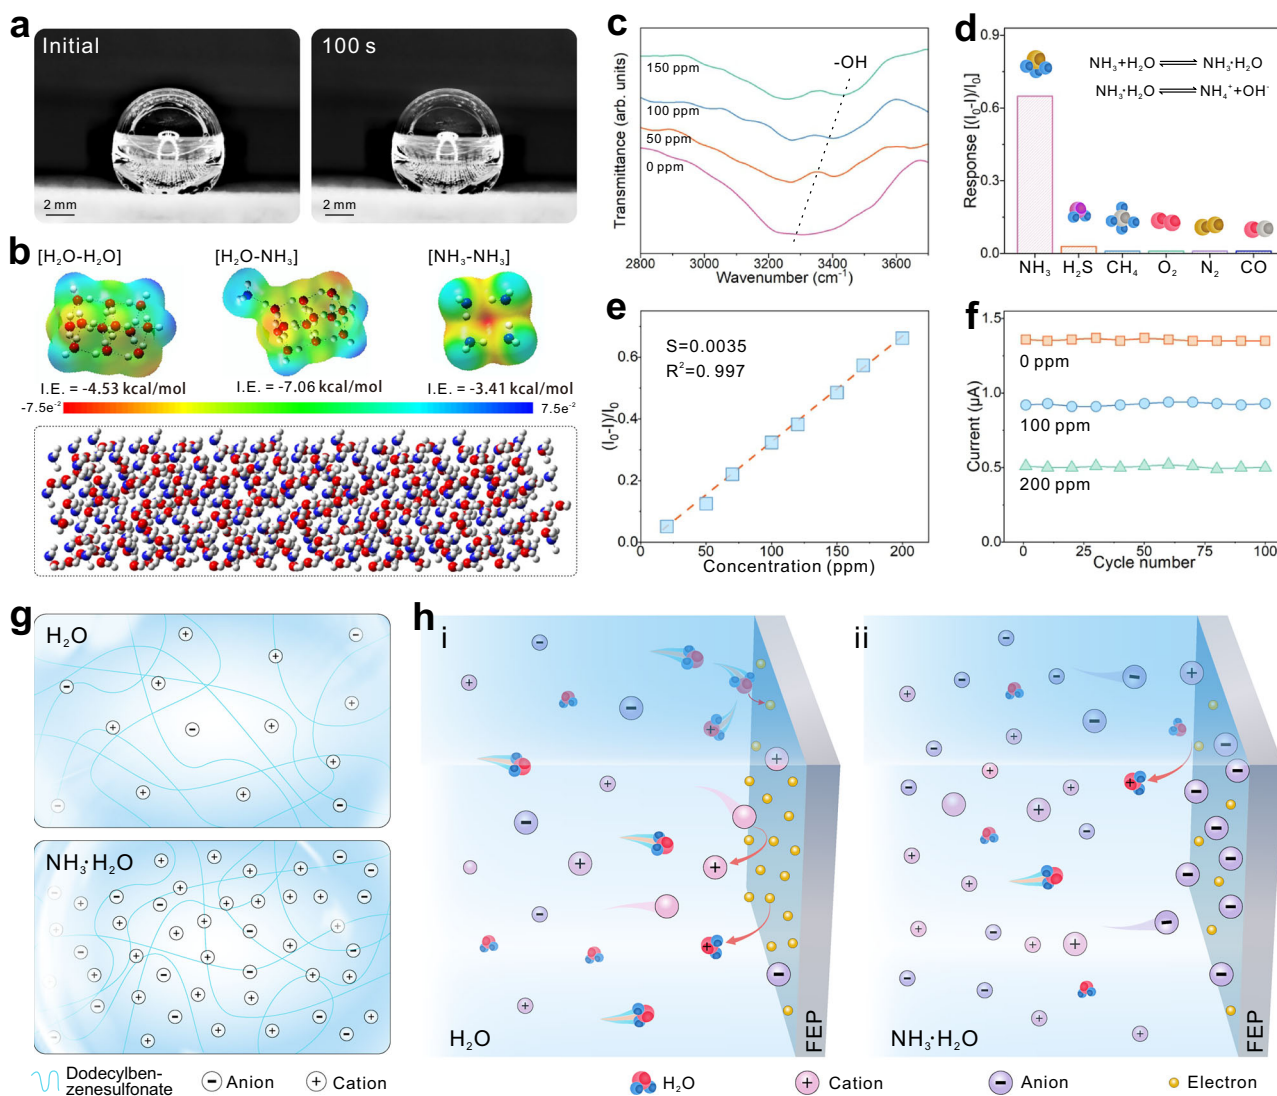 a
Initial
2 mm
100 s
2 mm
b
[H₂O-H₂O]
[H₂O-NH₃]
[NH₃-NH₃]
I.E. = -4.53 kcal/mol
I.E. = -7.06 kcal/mol
I.E. = -3.41 kcal/mol
-7.5e⁻²
7.5e⁻²
c
Transmittance (arb. units)
150 ppm
100 ppm
50 ppm
0 ppm
-OH
2800 3000 3200 3400 3600
Wavenumber (cm⁻¹)
d
Response [(I₀-I)/I₀]
0.9
0.6
0.3
0.0
NH₃+H₂O ⇌ NH₃·H₂O
NH₃·H₂O ⇌ NH₄⁺+OH⁻
NH₃ H₂S CH₄ O₂ N₂ CO
e
(I₀-I)/I₀
0.6
0.4
0.2
0.0
S=0.0035
R²=0.997
0 50 100 150 200
Concentration (ppm)
f
Current (μA)
1.5
1.0
0.5
0.0
0 ppm
100 ppm
200 ppm
0 25 50 75 100
Cycle number
g
H₂O
NH₃·H₂O
Dodecylben-
zenesulfonate
Anion
Cation
h
i
H₂O
FEP
ii
NH₃·H₂O
FEP
H₂O
Cation
Anion
Electron